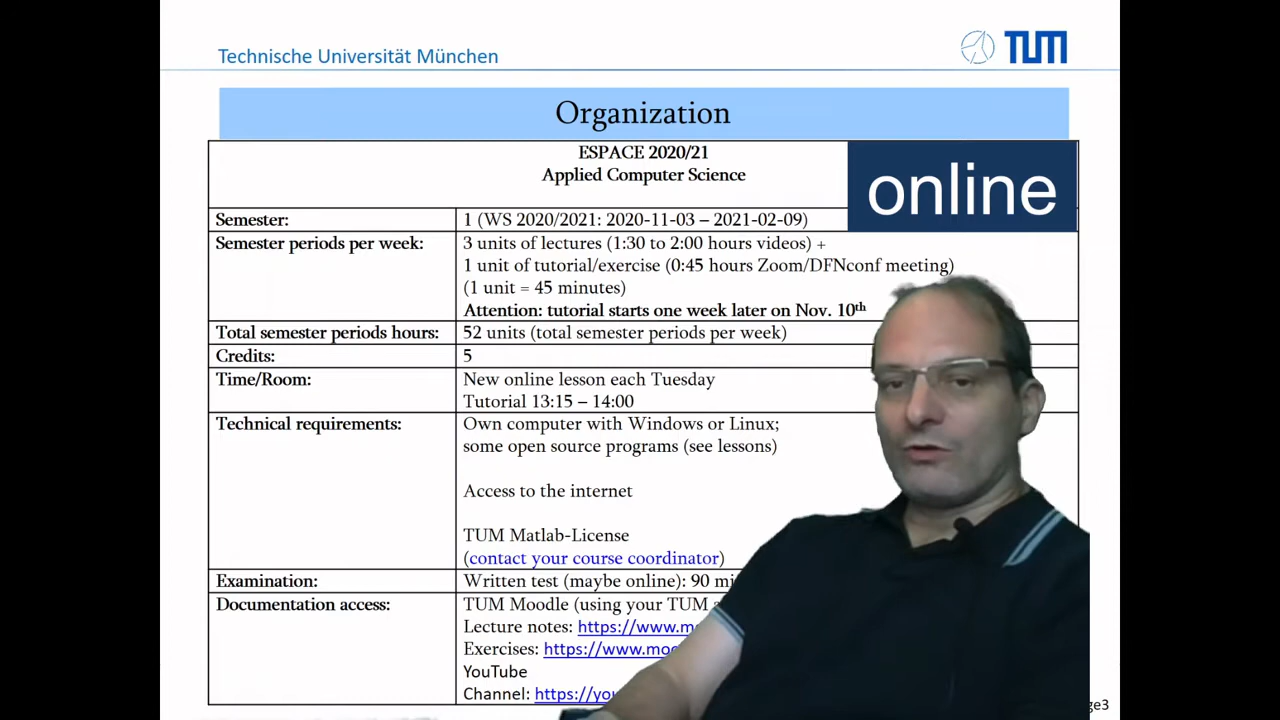 Technische Universität München
TUM
Organization
ESPACE 2020/21
Applied Computer Science
online
Semester:
1 (WS 2020/2021: 2020-11-03 – 2021-02-09)
Semester periods per week:
3 units of lectures (1:30 to 2:00 hours videos) +
1 unit of tutorial/exercise (0:45 hours Zoom/DFNconf meeting)
(1 unit = 45 minutes)
Attention: tutorial starts one week later on Nov. 10th
Total semester periods hours:
52 units (total semester periods per week)
Credits:
5
Time/Room:
New online lesson each Tuesday
Tutorial 13:15 – 14:00
Technical requirements:
Own computer with Windows or Linux;
some open source programs (see lessons)
Access to the internet
TUM Matlab-License
(contact your course coordinator)
Examination:
Written test (maybe online): 90
Documentation access:
TUM Moodle (using your TUM
Lecture notes: https://www.m
Exercises: https://www.moo
YouTube
Channel: https://you